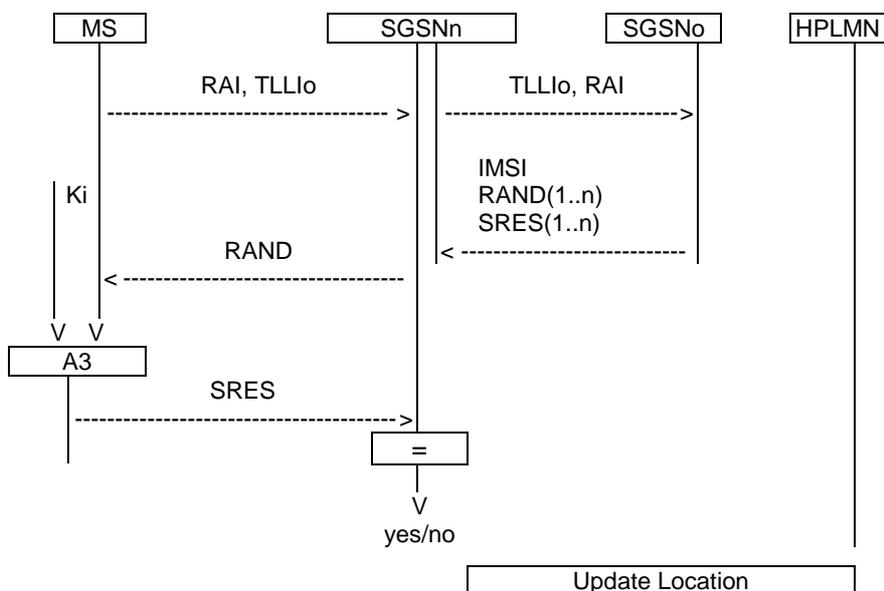 MS SGSNn SGSNo HPLMN
RAI, TLLIo TLLIo, RAI
------------------------------------ > ------------------------------->
IMSI
Ki RAND(1..n)
SRES(1..n)
RAND < ----------------------------
< ------------------------------------
V V
A3
SRES
----------------------------------------->
=
V
yes/no
Update Location